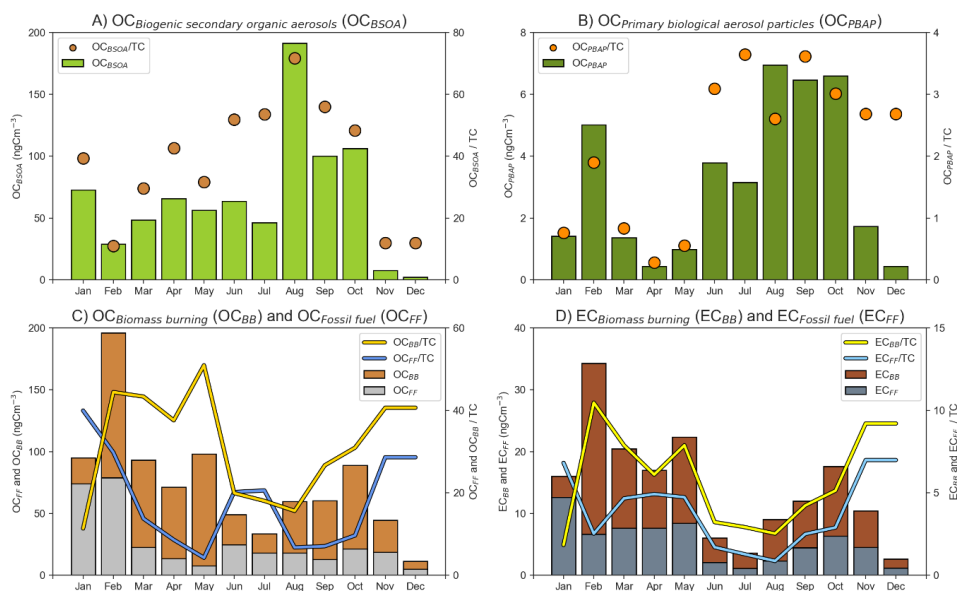 A) OC_Biogenic secondary organic aerosols (OC_BSOA)
OC_BSOA/TC
OC_BSOA
OC_BSOA (ngCm⁻³)
200
150
100
50
0
OC_BSOA / TC
80
60
40
20
0
Jan Feb Mar Apr May Jun Jul Aug Sep Oct Nov Dec
B) OC_Primary biological aerosol particles (OC_PBAP)
OC_PBAP/TC
OC_PBAP
OC_PBAP (ngCm⁻³)
8
6
4
2
0
OC_PBAP / TC
4
3
2
1
0
Jan Feb Mar Apr May Jun Jul Aug Sep Oct Nov Dec
C) OC_Biomass burning (OC_BB) and OC_Fossil fuel (OC_FF)
OC_BB/TC
OC_FF/TC
OC_BB
OC_FF
OC_FF and OC_BB (ngCm⁻³)
200
150
100
50
0
OC_FF and OC_BB / TC
60
40
20
0
Jan Feb Mar Apr May Jun Jul Aug Sep Oct Nov Dec
D) EC_Biomass burning (EC_BB) and EC_Fossil fuel (EC_FF)
EC_BB/TC
EC_FF/TC
EC_BB
EC_FF
EC_BB and EC_FF (ngCm⁻³)
40
30
20
10
0
EC_BB and EC_FF / TC
15
10
5
0
Jan Feb Mar Apr May Jun Jul Aug Sep Oct Nov Dec